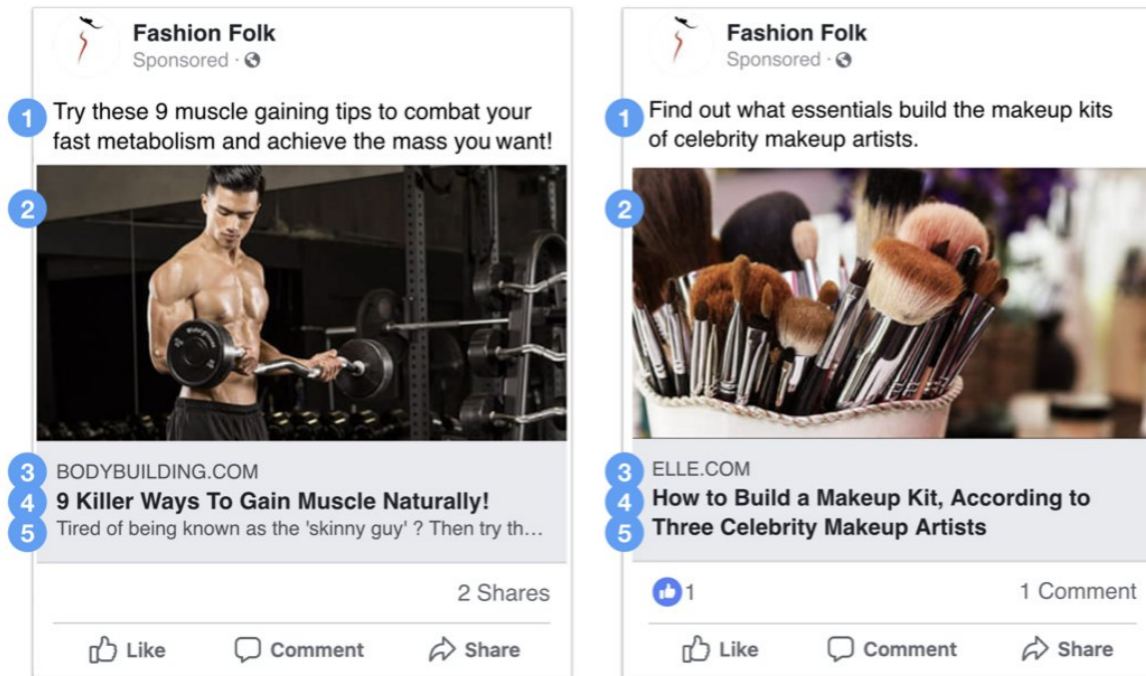 Fashion Folk
Sponsored ·
1 Try these 9 muscle gaining tips to combat your
fast metabolism and achieve the mass you want!
2
3 BODYBUILDING.COM
4 9 Killer Ways To Gain Muscle Naturally!
5 Tired of being known as the 'skinny guy' ? Then try th...
2 Shares
Like Comment Share
Fashion Folk
Sponsored ·
1 Find out what essentials build the makeup kits
of celebrity makeup artists.
2
3 ELLE.COM
4 How to Build a Makeup Kit, According to
5 Three Celebrity Makeup Artists
1 1 Comment
Like Comment Share